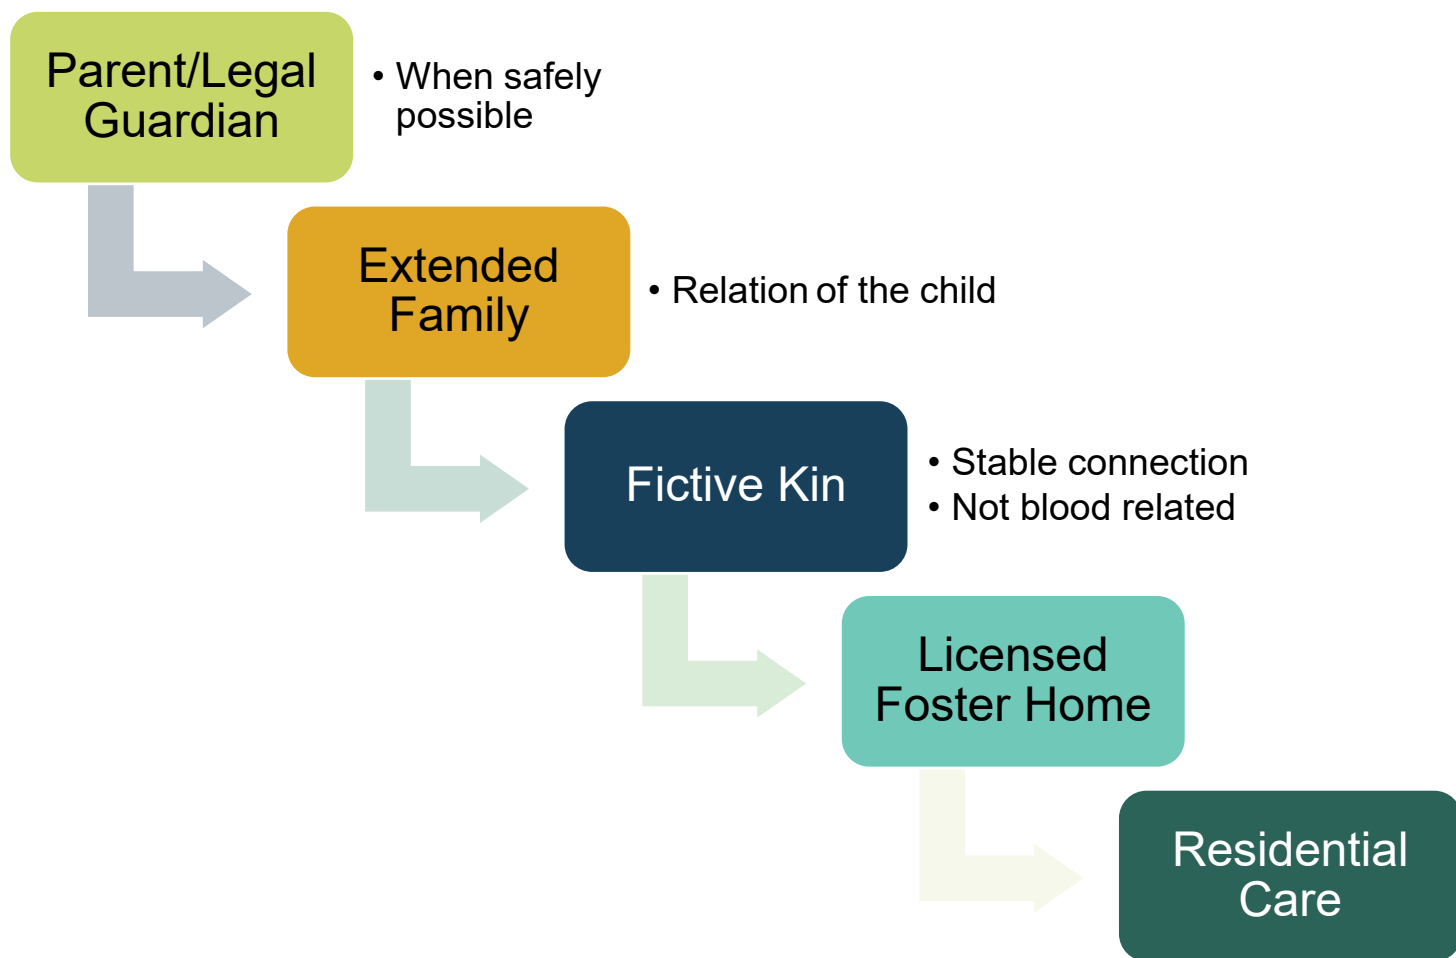 Parent/Legal
Guardian
• When safely
possible
Extended
Family
• Relation of the child
Fictive Kin
• Stable connection
• Not blood related
Licensed
Foster Home
Residential
Care